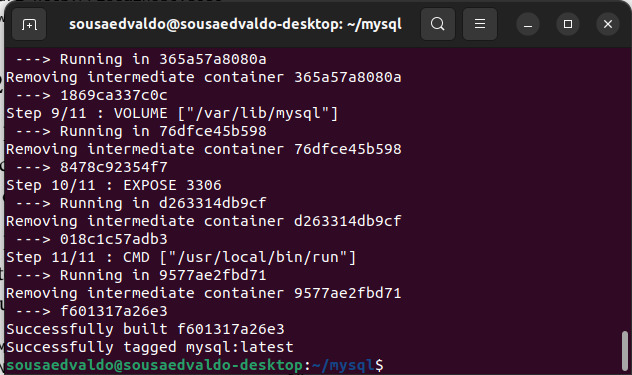 sousaedvaldo@sousaedvaldo-desktop: ~/mysql
---> Running in 365a57a8080a
Removing intermediate container 365a57a8080a
---> 1869ca337c0c
Step 9/11 : VOLUME ["/var/lib/mysql"]
---> Running in 76dfce45b598
Removing intermediate container 76dfce45b598
---> 8478c92354f7
Step 10/11 : EXPOSE 3306
---> Running in d263314db9cf
Removing intermediate container d263314db9cf
---> 018c1c57adb3
Step 11/11 : CMD ["/usr/local/bin/run"]
---> Running in 9577ae2fbd71
Removing intermediate container 9577ae2fbd71
---> f601317a26e3
Successfully built f601317a26e3
Successfully tagged mysql:latest
sousaedvaldo@sousaedvaldo-desktop:~/mysql$